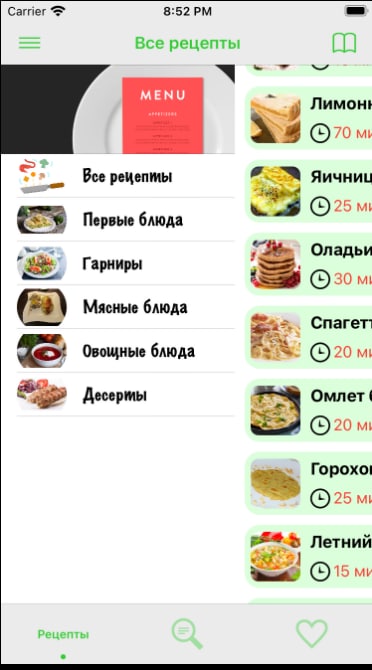 Carrier 8:52 PM
Все рецепты
MENU
APPETIZERS
Все рецепты
Первые блюда
Гарниры
Мясные блюда
Овощные блюда
Десерты
Лимонн
70 ми
Яичниц
25 ми
Оладьи
30 ми
Спагетт
20 ми
Омлет
20 ми
Горохов
25 ми
Летний
15 ми
Рецепты